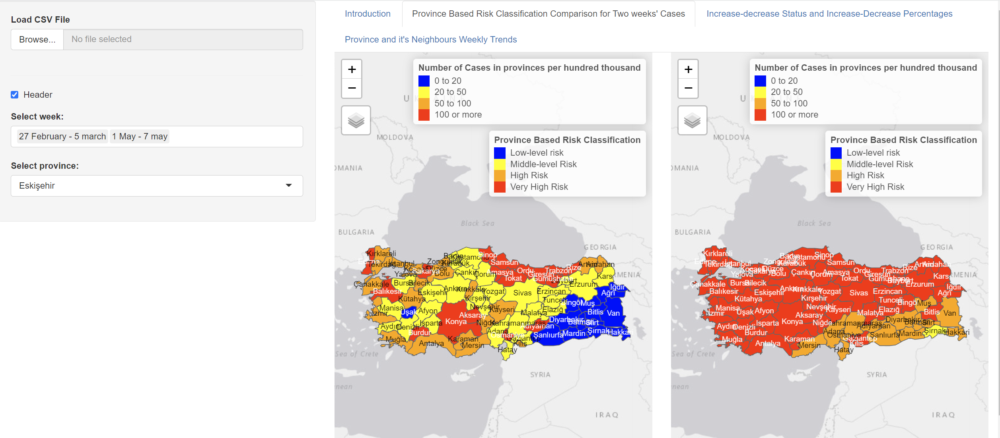 Load CSV File
Browse...
No file selected
Header
Select week:
27 February - 5 march
1 May - 7 may
Select province:
Eskişehir
Introduction
Province Based Risk Classification Comparison for Two weeks' Cases
Increase-decrease Status and Increase-Decrease Percentages
Province and it's Neighbours Weekly Trends
+
−
Number of Cases in provinces per hundred thousand
0 to 20
20 to 50
50 to 100
100 or more
Province Based Risk Classification
Low-level risk
Middle-level Risk
High Risk
Very High Risk
MOLDOVA
OMANIA
Black Sea
BULGARIA
GEORGIA
RMENIA
Kırklareli
Tekirdağ
İstanbul
Yalova
Sakarya
Düzce
Bolu
Zonguldak
Bartın
Kastamonu
Karabük
Sinop
Samsun
Çankırı
Çorum
Amasya
Tokat
Ordu
Giresun
Trabzon
Gümüşhane
Rize
Artvin
Ardahan
Kars
Bayburt
Erzurum
Iğdır
Ağrı
Çanakkale
Balıkesir
Bursa
Bilecik
Kütahya
Eskişehir
Ankara
Kırıkkale
Kırşehir
Yozgat
Sivas
Erzincan
Tunceli
Bingöl
Muş
Bitlis
Van
Manisa
İzmir
Uşak
Afyon
Nevşehir
Kayseri
Malatya
Elazığ
Aksaray
Konya
Niğde
Kahramanmaras
Adıyaman
Diyarbakır
Batman
Siirt
Şırnak
Hakkari
Mardin
Şanlıurfa
Aydın
Denizli
Isparta
Burdur
Muğla
Antalya
Karaman
Mersin
Adana
Osmaniye
Gaziantep
Kilis
Hatay
Sea of Crete
SYRIA
nean
IRAQ
+
−
Number of Cases in provinces per hundred thousand
0 to 20
20 to 50
50 to 100
100 or more
Province Based Risk Classification
Low-level risk
Middle-level Risk
High Risk
Very High Risk
MOLDOVA
OMANIA
Black Sea
BULGARIA
GEORGIA
RMENIA
Kırklareli
Edirne
Tekirdağ
İstanbul
Yalova
Kocaeli
Sakarya
Düzce
Bolu
Zonguldak
Bartın
Kastamonu
Karabük
Sinop
Samsun
Çankırı
Çorum
Amasya
Tokat
Ordu
Giresun
Trabzon
Gümüşhane
Rize
Artvin
Ardahan
Kars
Bayburt
Erzurum
Iğdır
Ağrı
Çanakkale
Balıkesir
Bursa
Bilecik
Kütahya
Eskişehir
Ankara
Kırıkkale
Kırşehir
Yozgat
Sivas
Erzincan
Tunceli
Bingöl
Muş
Bitlis
Van
Manisa
İzmir
Uşak
Afyon
Nevşehir
Kayseri
Malatya
Elazığ
Aksaray
Konya
Niğde
Kahramanmaras
Adıyaman
Diyarbakır
Batman
Siirt
Şırnak
Hakkari
Mardin
Şanlıurfa
Aydın
Denizli
Isparta
Burdur
Muğla
Antalya
Karaman
Mersin
Adana
Osmaniye
Gaziantep
Kilis
Hatay
Sea of Crete
SYRIA
nean
IRAQ